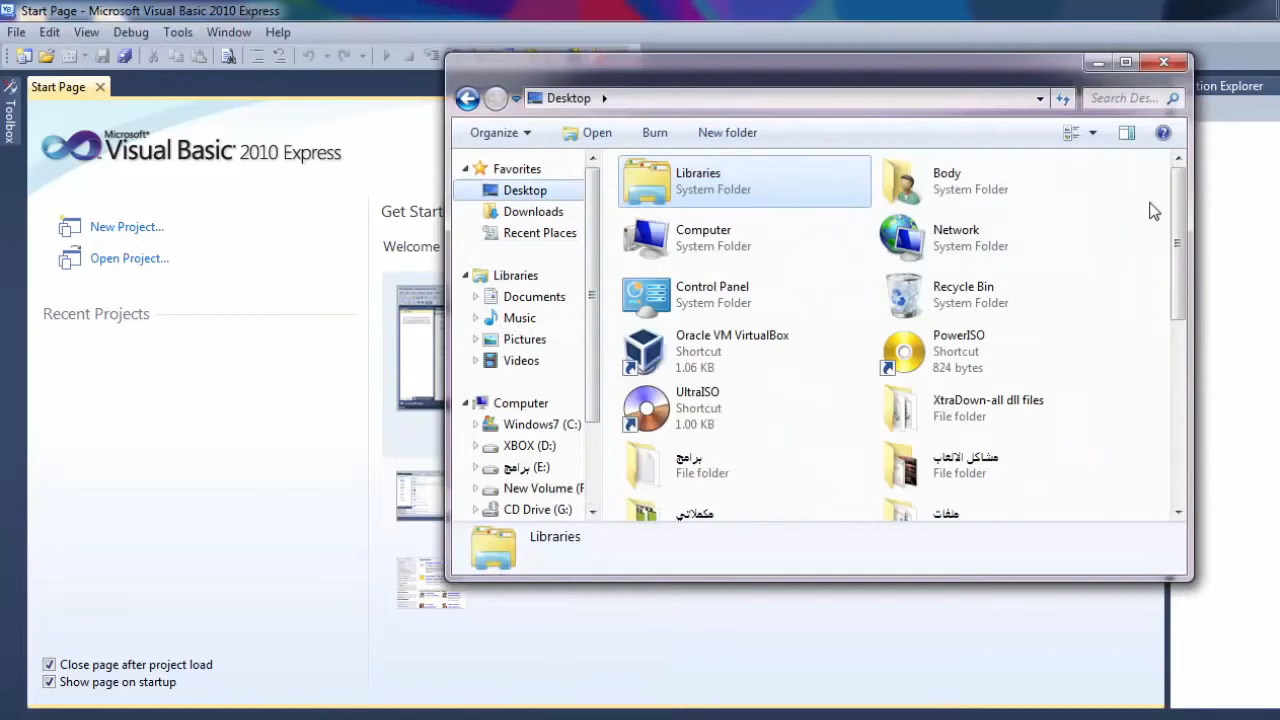 Start Page - Microsoft Visual Basic 2010 Express
File Edit View Debug Tools Window Help
Toolbox
Start Page
Microsoft®
Visual Basic 2010 Express
New Project...
Open Project...
Recent Projects
Get Start
Welcome
Close page after project load
Show page on startup
tion Explorer
Desktop
Search Des...
Organize Open Burn New folder
Favorites
Desktop
Downloads
Recent Places
Libraries
Documents
Music
Pictures
Videos
Computer
Windows7 (C:)
XBOX (D:)
برامج (E:)
New Volume (F
CD Drive (G:)
Libraries
System Folder
Body
System Folder
Computer
System Folder
Network
System Folder
Control Panel
System Folder
Recycle Bin
System Folder
Oracle VM VirtualBox
Shortcut
1.06 KB
PowerISO
Shortcut
824 bytes
UltraISO
Shortcut
1.00 KB
XtraDown-all dll files
File folder
برامج
File folder
مشاكل الالعاب
File folder
مكملاتي
ملفات
Libraries